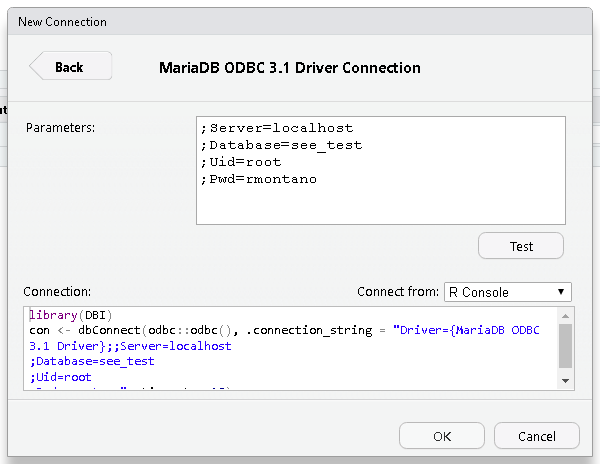 New Connection
Back
MariaDB ODBC 3.1 Driver Connection
Parameters:
;Server=localhost
;Database=see_test
;Uid=root
;Pwd=rmontano
Test
Connection:
Connect from:
R Console
library(DBI)
con <- dbConnect(odbc::odbc(), .connection_string = "Driver={MariaDB ODBC
3.1 Driver};;Server=localhost
;Database=see_test
;Uid=root
OK
Cancel